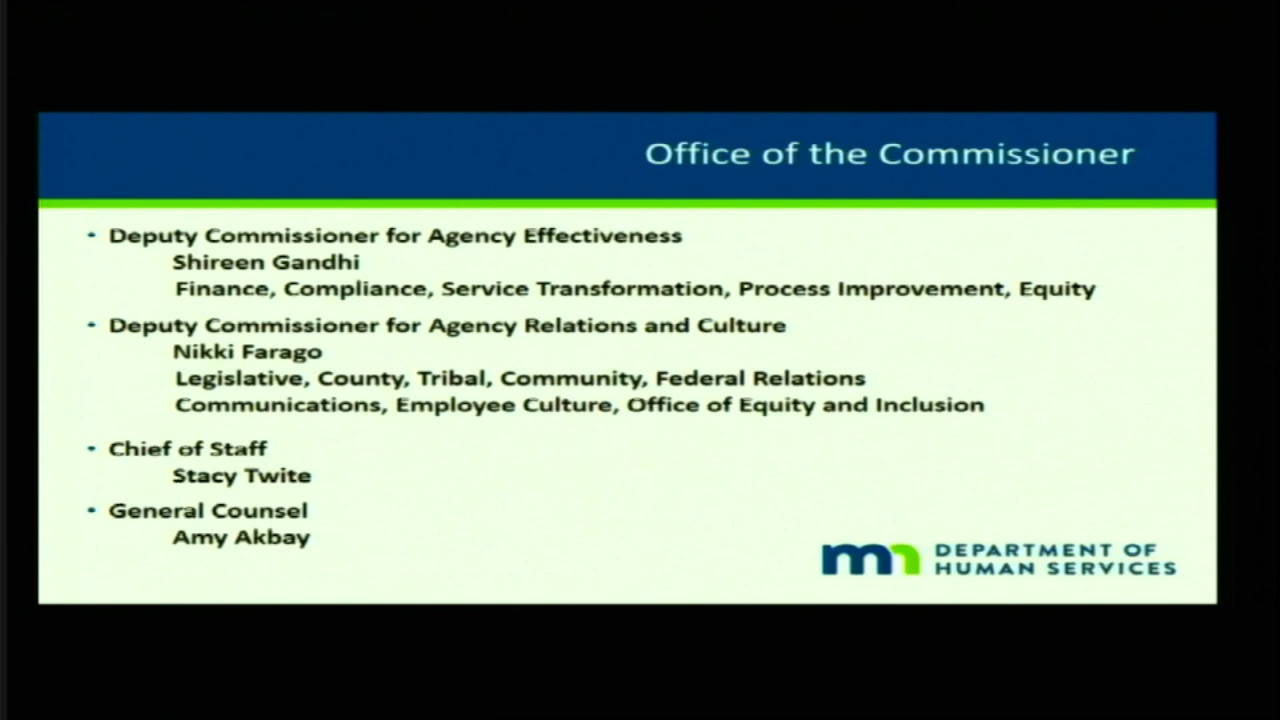 Office of the Commissioner
• Deputy Commissioner for Agency Effectiveness
Shireen Gandhi
Finance, Compliance, Service Transformation, Process Improvement, Equity
• Deputy Commissioner for Agency Relations and Culture
Nikki Farago
Legislative, County, Tribal, Community, Federal Relations
Communications, Employee Culture, Office of Equity and Inclusion
• Chief of Staff
Stacy Twite
• General Counsel
Amy Akbay
mn DEPARTMENT OF
HUMAN SERVICES